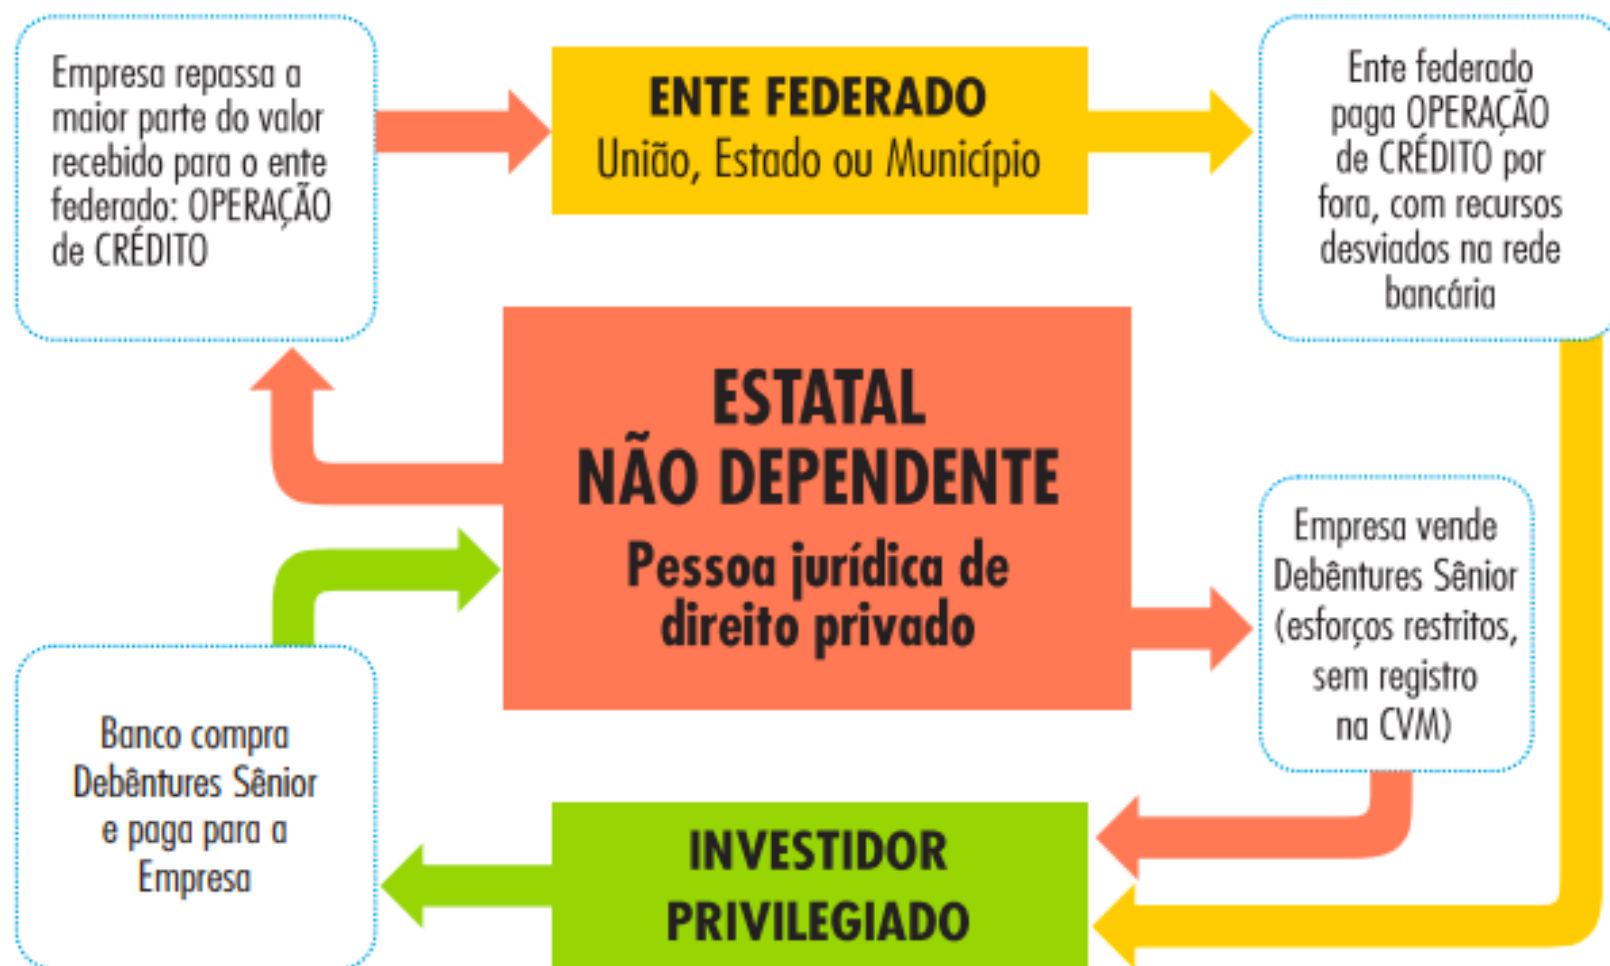 Empresa repassa a
maior parte do valor
recebido para o ente
federado: OPERAÇÃO
de CRÉDITO
ENTE FEDERADO
União, Estado ou Município
Ente federado
paga OPERAÇÃO
de CRÉDITO por
fora, com recursos
desviados na rede
bancária
ESTATAL
NÃO DEPENDENTE
Pessoa jurídica de
direito privado
Empresa vende
Debêntures Sênior
(esforços restritos,
sem registro
na CVM)
Banco compra
Debêntures Sênior
e paga para a
Empresa
INVESTIDOR
PRIVILEGIADO